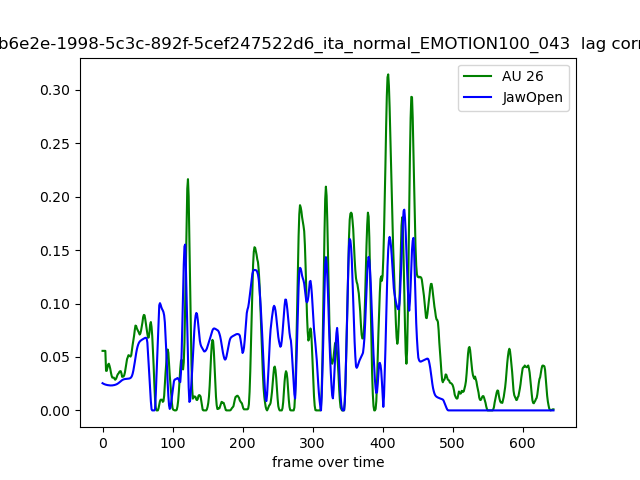 b6e2e-1998-5c3c-892f-5cef247522d6_ita_normal_EMOTION100_043 lag corr
AU 26
JawOpen
0.30
0.25
0.20
0.15
0.10
0.05
0.00
0 100 200 300 400 500 600
frame over time